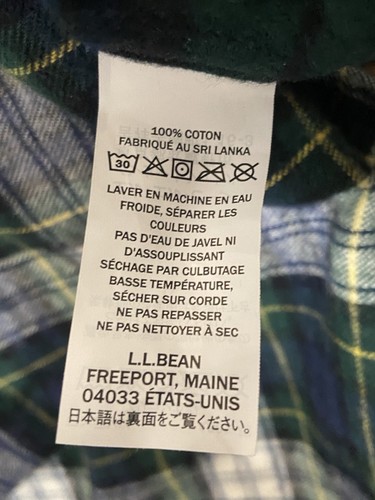 100% COTON
FABRIQUÉ AU SRI LANKA
30
LAVER EN MACHINE EN EAU
FROIDE, SÉPARER LES
COULEURS
PAS D'EAU DE JAVEL NI
D'ASSOUPLISSANT
SÉCHAGE PAR CULBUTAGE
BASSE TEMPÉRATURE,
SÉCHER SUR CORDE
NE PAS REPASSER
NE PAS NETTOYER À SEC
L.L.BEAN
FREEPORT, MAINE
04033 ÉTATS-UNIS
日本語は裏面をご覧ください。